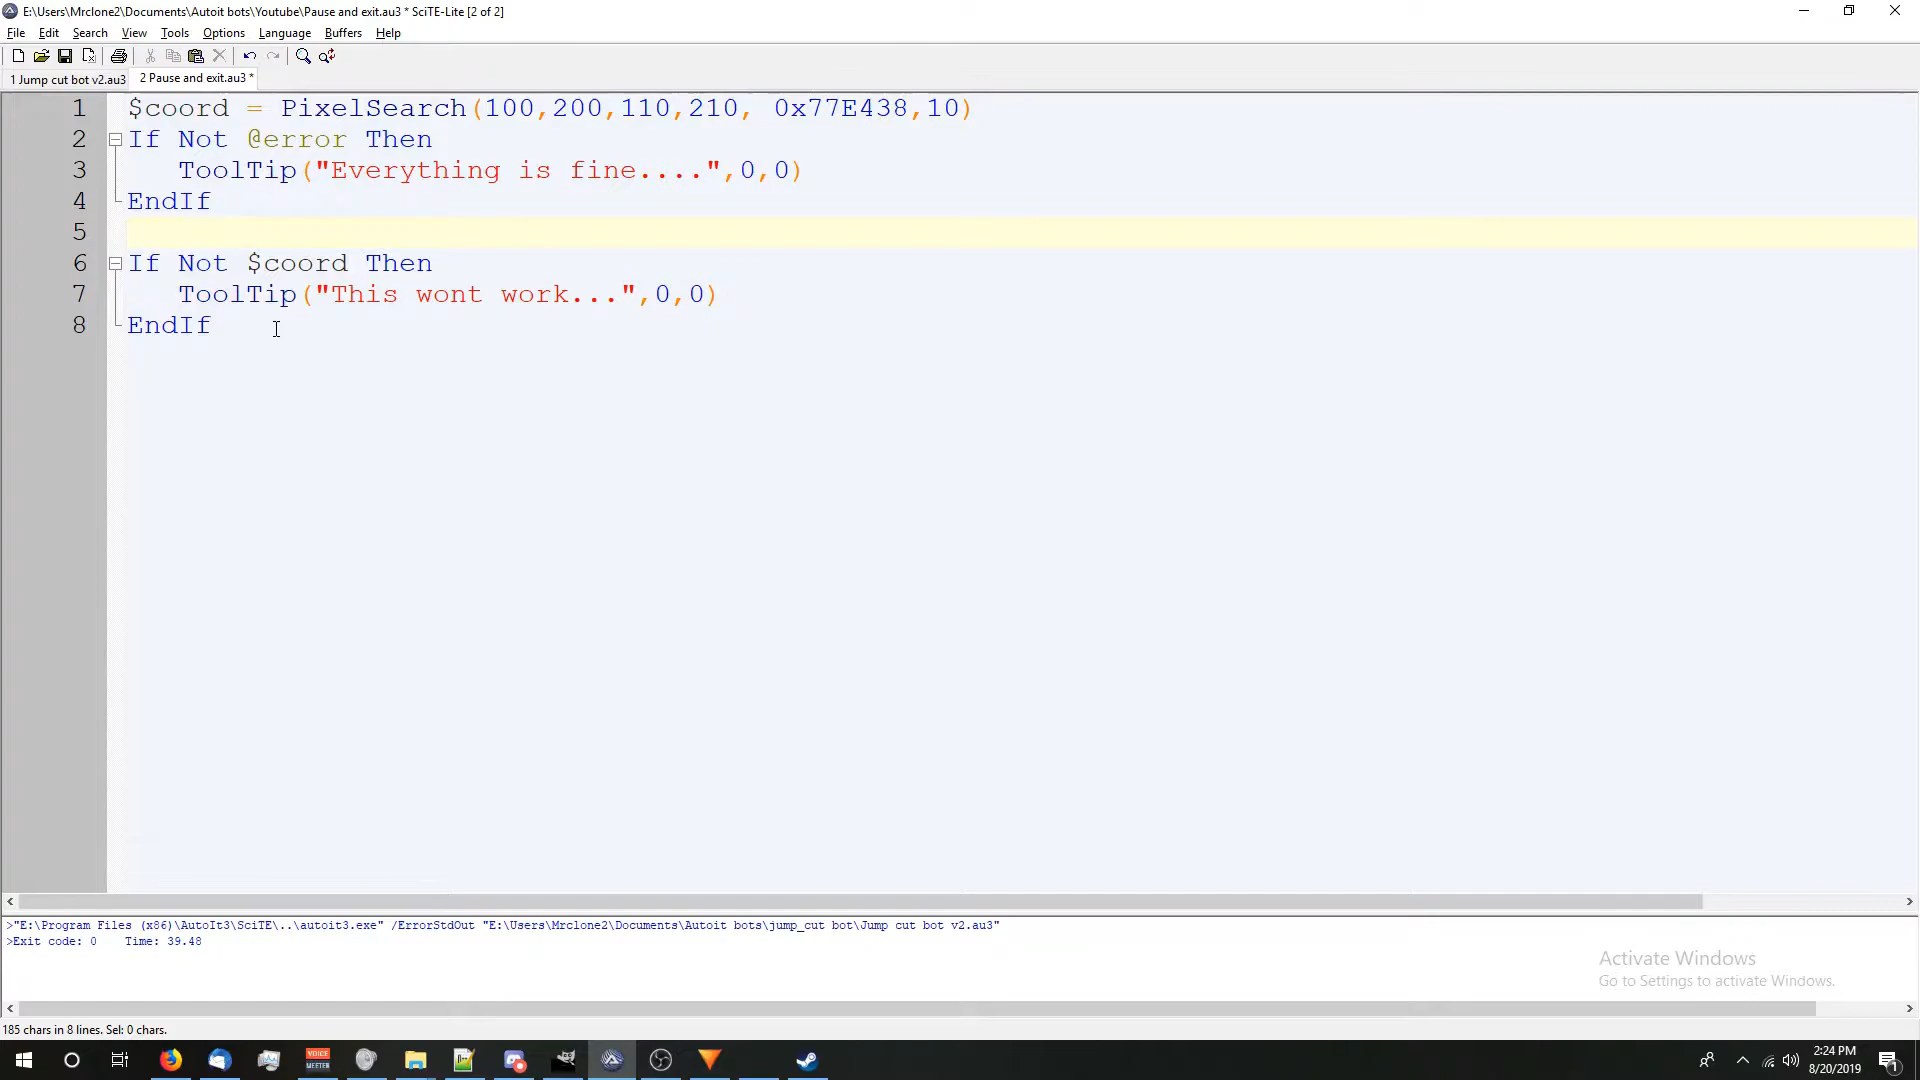 E:\Users\Mrclone2\Documents\Autoit bots\Youtube\Pause and exit.au3 * SciTE-Lite [2 of 2]
File Edit Search View Tools Options Language Buffers Help
1 Jump cut bot v2.au3 2 Pause and exit.au3 *
1 $coord = PixelSearch(100,200,110,210, 0x77E438,10)
2 If Not @error Then
3 ToolTip("Everything is fine....",0,0)
4 EndIf
5
6 If Not $coord Then
7 ToolTip("This wont work...",0,0)
8 EndIf
>"E:\Program Files (x86)\AutoIt3\SciTE\..\autoit3.exe" /ErrorStdOut "E:\Users\Mrclone2\Documents\Autoit bots\jump_cut bot\Jump cut bot v2.au3"
>Exit code: 0 Time: 39.48
Activate Windows
Go to Settings to activate Windows.
185 chars in 8 lines. Sel: 0 chars.
VOICE
MEETER
2:24 PM
8/20/2019
1